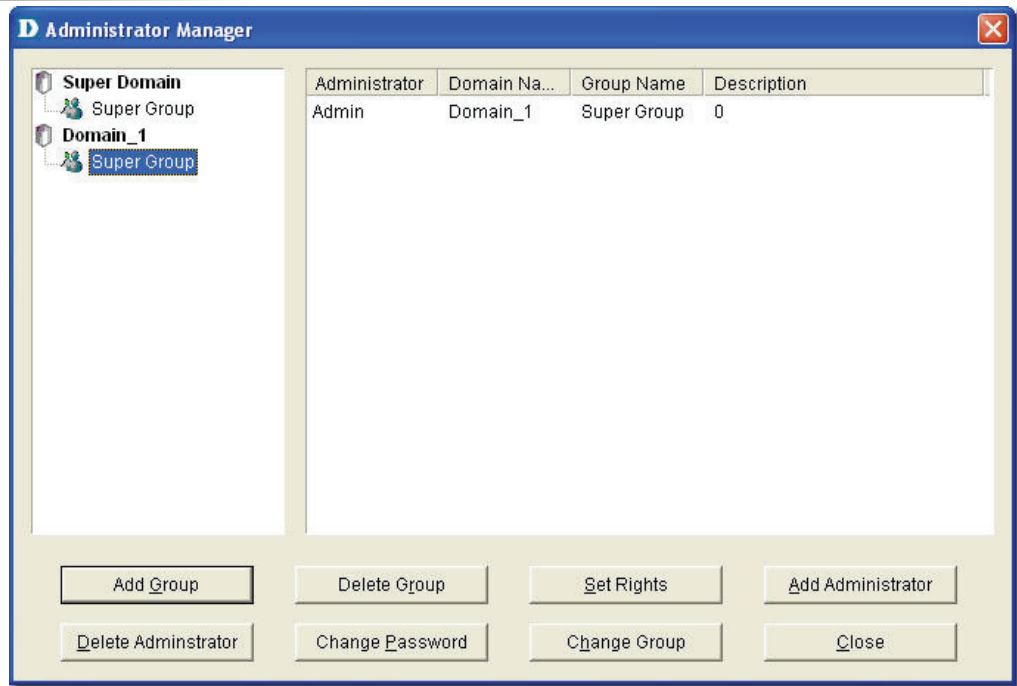 D Administrator Manager
Super Domain
Super Group
Domain_1
Super Group
Administrator Domain Na... Group Name Description
Admin Domain_1 Super Group 0
Add Group Delete Group Set Rights Add Administrator
Delete Adminstrator Change Password Change Group Close